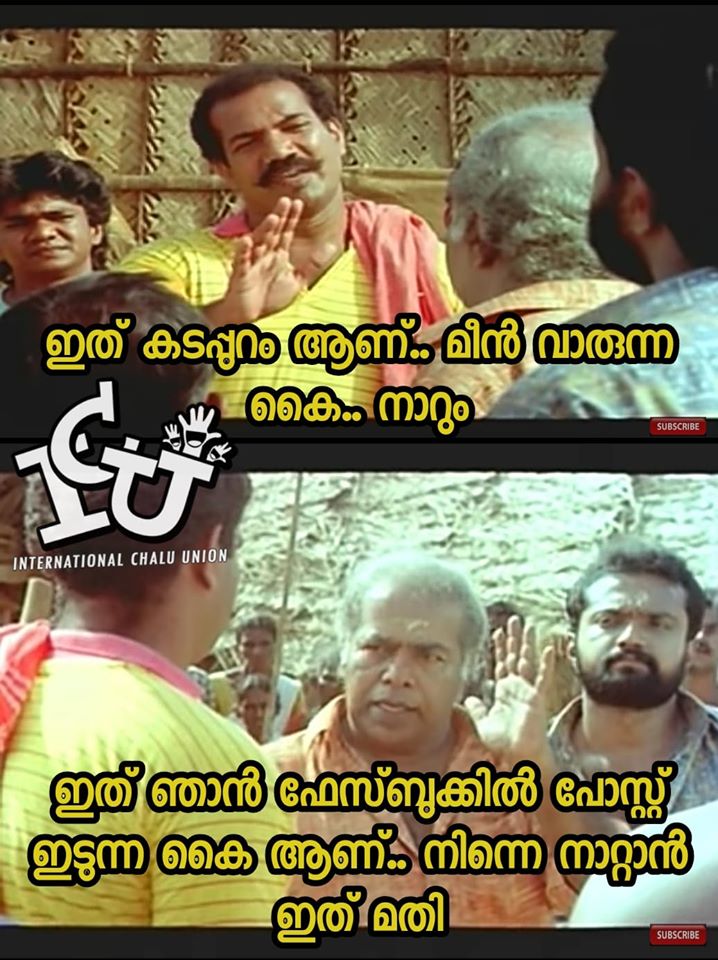 ഇത് കടപ്പുറം ആണ്.. മീൻ വാരുന്ന
കൈ.. നാറും
SUBSCRIBE
ICU
INTERNATIONAL CHALU UNION
ഇത് ഞാൻ ഫേസ്ബുക്കിൽ പോസ്റ്റ്
ഇടുന്ന കൈ ആണ്.. നിന്നെ നാറ്റാൻ
ഇത് മതി
SUBSCRIBE